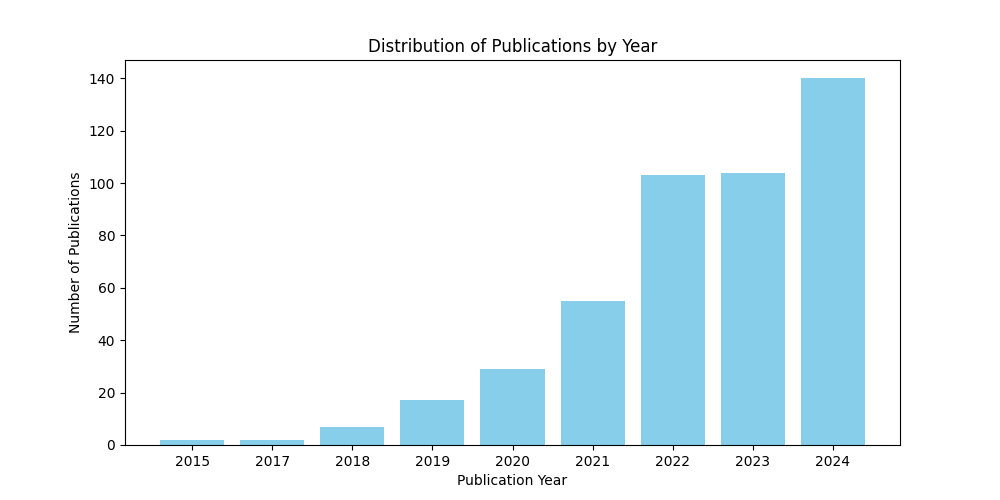 Distribution of Publications by Year
140
120
100
80
60
40
20
0
Number of Publications
2015 2017 2018 2019 2020 2021 2022 2023 2024
Publication Year